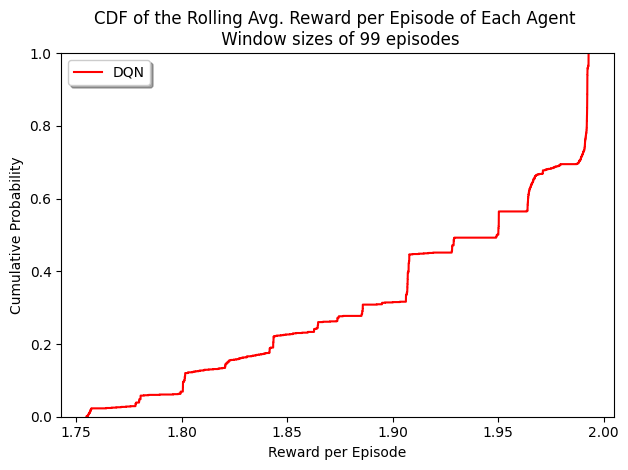 CDF of the Rolling Avg. Reward per Episode of Each Agent
Window sizes of 99 episodes
DQN
1.0
0.8
0.6
0.4
0.2
0.0
Cumulative Probability
1.75
1.80
1.85
1.90
1.95
2.00
Reward per Episode